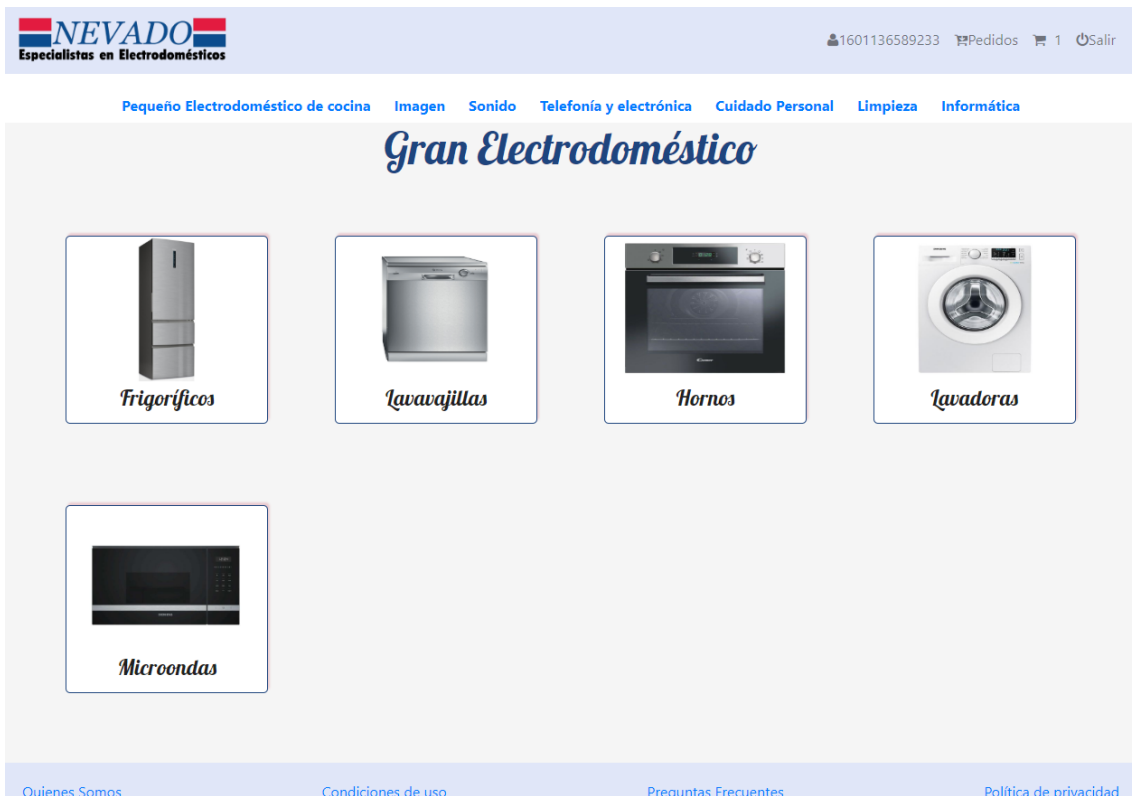 NEVADO
Especialistas en Electrodomésticos
1601136589233 Pedidos 1 Salir
Pequeño Electrodoméstico de cocina Imagen Sonido Telefonía y electrónica Cuidado Personal Limpieza Informática
Gran Electrodoméstico
Frigoríficos Lavavajillas Hornos Lavadoras
Microondas
Quienes Somos Condiciones de uso Preguntas Frecuentes Política de privacidad